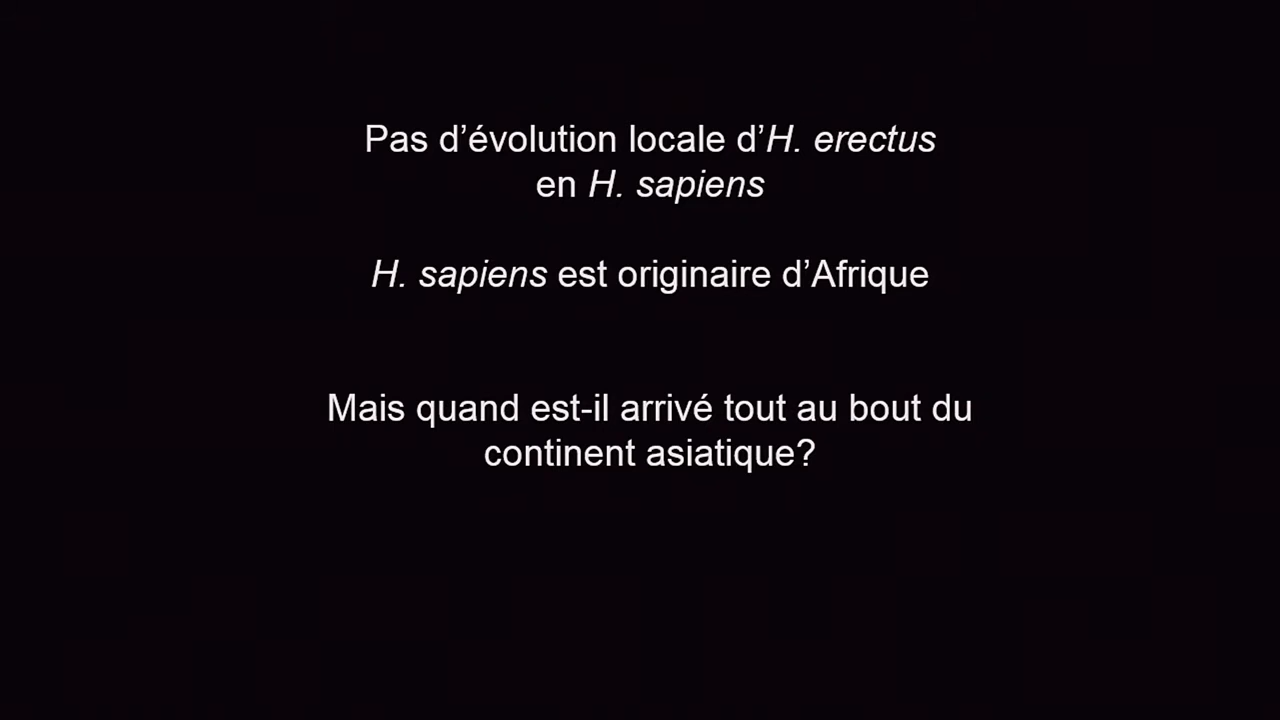 Pas d’évolution locale d’H. erectus
en H. sapiens
H. sapiens est originaire d’Afrique
Mais quand est-il arrivé tout au bout du
continent asiatique?